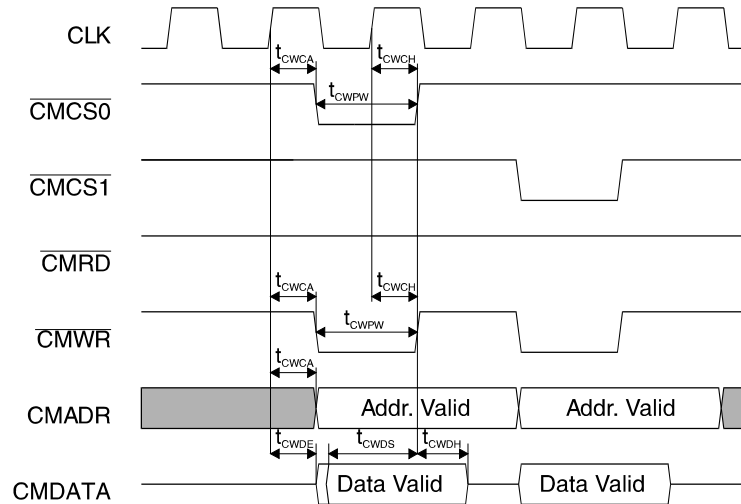 CLK
tCWCA tCWCH
CMCS0
tCWPW
CMCS1
CMRD
tCWCA tCWCH
CMWR
tCWPW
tCWCA
CMADR
Addr. Valid Addr. Valid
tCWDE tCWDS tCWDH
CMDATA
Data Valid Data Valid